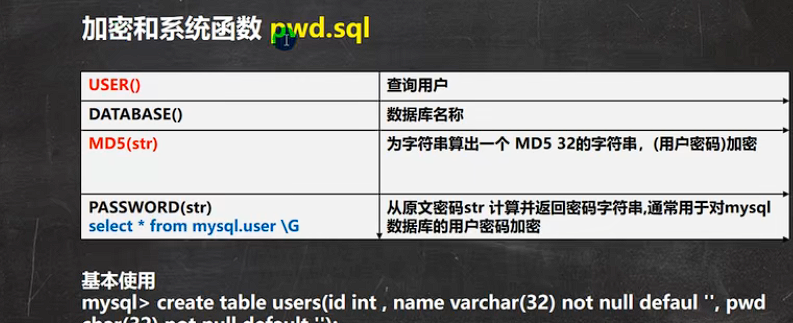 加密和系统函数 pwd.sql
USER() 查询用户
DATABASE() 数据库名称
MD5(str) 为字符串算出一个 MD5 32的字符串，(用户密码)加密
PASSWORD(str) 从原文密码str 计算并返回密码字符串,通常用于对mysql
select * from mysql.user \G 数据库的用户密码加密
基本使用
mysql> create table users(id int , name varchar(32) not null defaul '', pwd
char(32) not null default '');